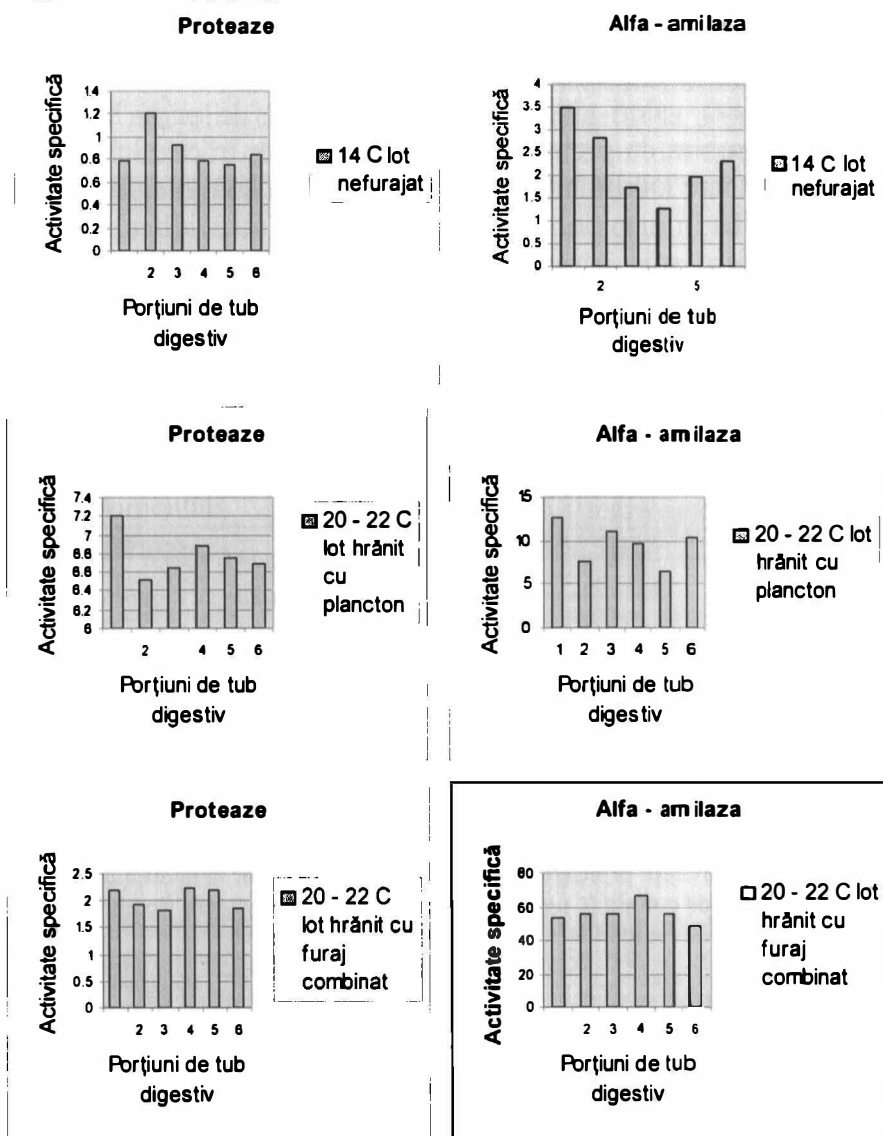 Proteaze
Activitate specifică
1.4
1.2
1
0.8
0.6
0.4
0.2
0
2 3 4 5 6
Porţiuni de tub
digestiv
14 C lot
nefurajat
Alfa - amilaza
Activitate specifică
4
3.5
3
2.5
2
1.5
1
0.5
0
2 5
Porţiuni de tub
digestiv
14 C lot
nefurajat
Proteaze
Activitate specifică
7.4
7.2
7
6.8
6.6
6.4
6.2
6
2 4 5 6
Porţiuni de tub
digestiv
20 - 22 C
lot hrănit
cu
plancton
Alfa - amilaza
Activitate specifică
15
10
5
0
1 2 3 4 5 6
Porţiuni de tub
digestiv
20 - 22 C lot
hrănit cu
plancton
Proteaze
Activitate specifică
2.5
2
1.5
1
0.5
0
2 3 4 5 6
Porţiuni de tub
digestiv
20 - 22 C
lot hrănit cu
furaj
combinat
Alfa - amilaza
Activitate specifică
80
60
40
20
0
2 3 4 5 6
Porţiuni de tub
digestiv
20 - 22 C lot
hrănit cu
furaj
combinat